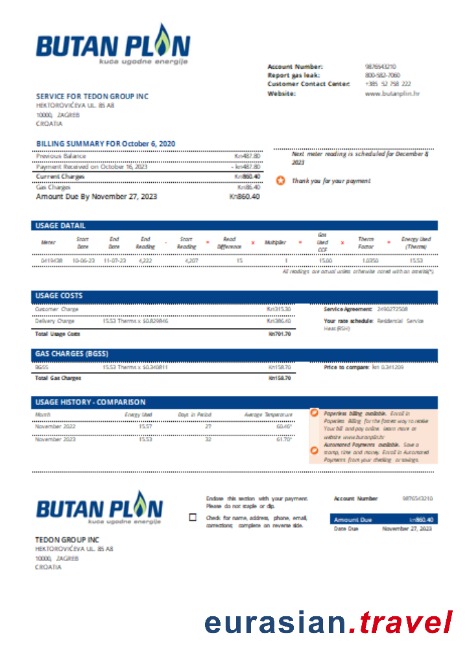 BUTAN PLIN
kuća ugodne energije
Account Number: 9876543210
Report gas leak: 800-582-7060
Customer Contact Center: +385 52 758 222
Website: www.butanplin.hr
SERVICE FOR TEDON GROUP INC
HEKTOROVIĆEVA UL. 85 A8
10000, ZAGREB
CROATIA
BILLING SUMMARY FOR October 6, 2020
Previous Balance Kn487.80
Payment Received on October 16, 2023 - kn487.80
Current Charges Kn860.40
Gas Charges
Amount Due By November 27, 2023 Kn860.40
Next meter reading is scheduled for December 8, 2023
Thank you for your payment
USAGE DATAIL
Meter Start Date End Date End Reading - Start Reading = Read Difference x Multiplier = Gas Used CCF x Therm Factor = Energy Used (Therms)
0419438 10-06-23 11-07-23 4,222 4,207 15 1 15.00 1.0350 15.53
All readings are actual unless otherwise noted with an asterisk(*).
USAGE COSTS
Customer Charge Kn315.30
Delivery Charge 15.53 Therms x $0.829846 Kn386.40
Total Usage Costs Kn701.70
Service Agreement: 2690272508
Your rate schedule: Residential Service Heat (RSH)
GAS CHARGES (BGSS)
BGSS 15.53 Therms x $0.340811 Kn158.70
Total Gas Charges Kn158.70
Price to compare: kn 0.341209
USAGE HISTORY - COMPARISON
Month Energy Used Days in Period Average Temperature
November 2022 15.57 27 60.46°
November 2023 15.53 32 61.70°
Paperless Billing available. Enroll in
Paperless Billing for the fastest way to receive
Your bill and pay online. Learn more at
website www.butanplin.hr
Automated Payments available. Save a
stamp, time and money. Enroll in Automated
Payments from your checking or savings.
BUTAN PLIN
kuća ugodne energije
Enclose this section with your payment.
Please do not staple or clip.
Check for name, address, phone, email,
corrections, complete on reverse side.
Account Number 9876543210
Amount Due kn860.40
Date Due November 27, 2023
TEDON GROUP INC
HEKTOROVIĆEVA UL. 85 A8
10000, ZAGREB
CROATIA
eurasian.travel